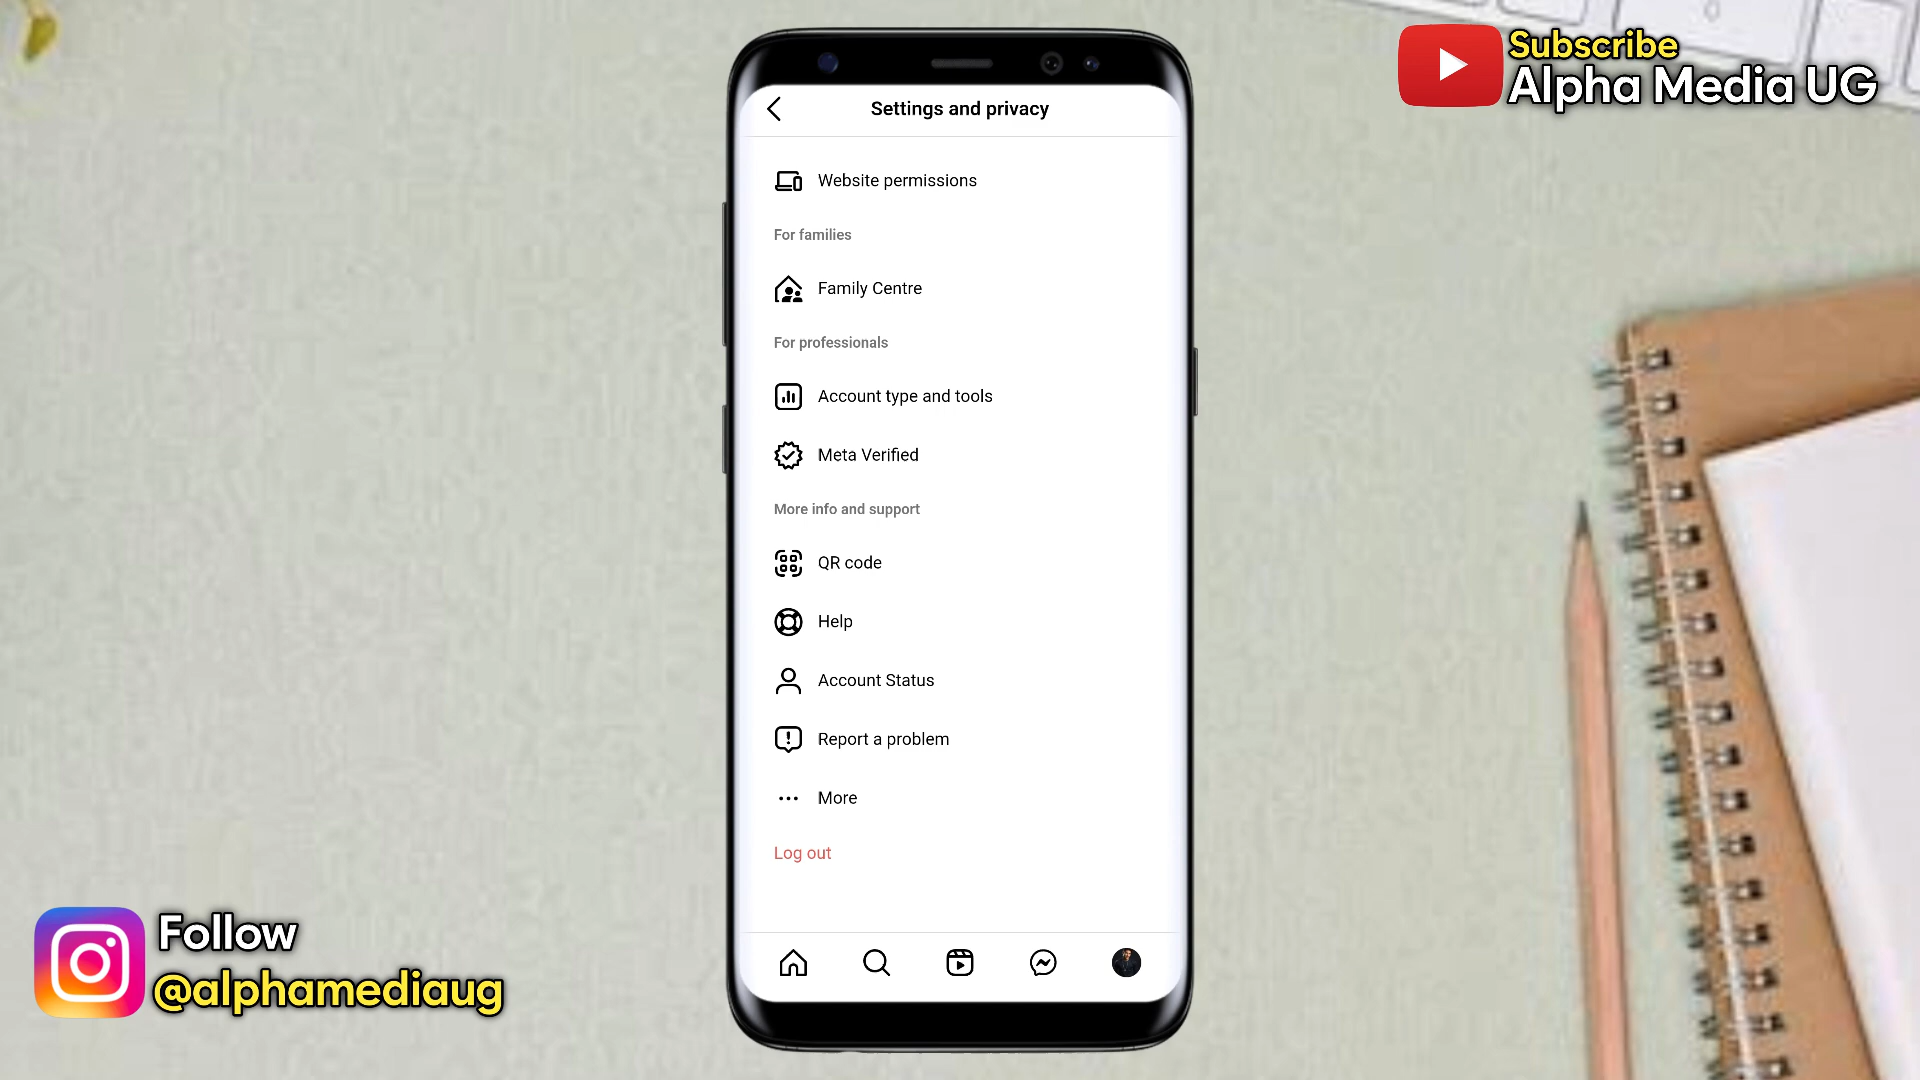 Subscribe
Alpha Media UG
Settings and privacy
Website permissions
For families
Family Centre
For professionals
Account type and tools
Meta Verified
More info and support
QR code
Help
Account Status
Report a problem
More
Log out
Follow
@alphamediaug